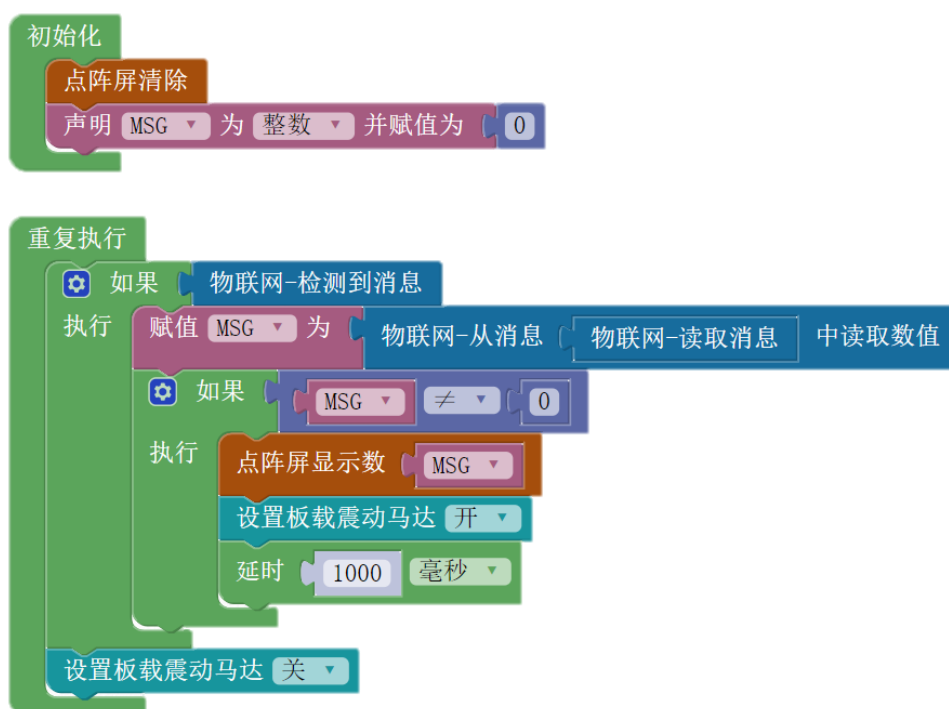 初始化
点阵屏清除
声明 MSG 为 整数 并赋值为 0
重复执行
如果 物联网-检测到消息
执行 赋值 MSG 为 物联网-从消息 物联网-读取消息 中读取数值
如果 MSG ≠ 0
执行 点阵屏显示数 MSG
设置板载震动马达 开
延时 1000 毫秒
设置板载震动马达 关